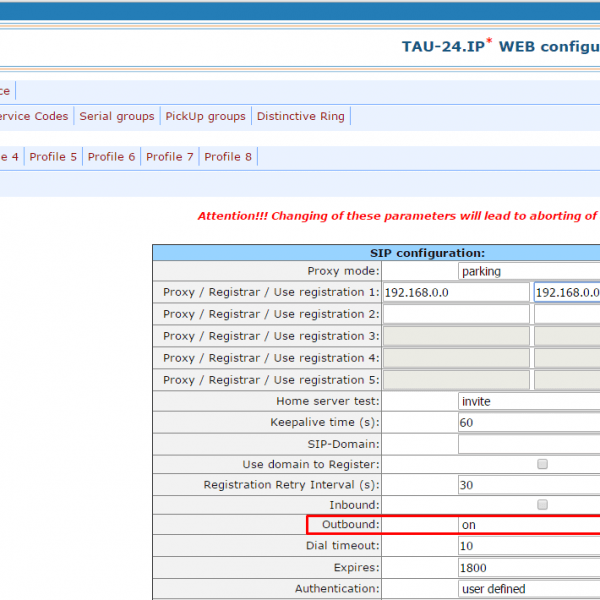 TAU-24.IP* WEB configu
ce
ervice Codes Serial groups PickUp groups Distinctive Ring
e 4 Profile 5 Profile 6 Profile 7 Profile 8
Attention!!! Changing of these parameters will lead to aborting of
SIP configuration:
Proxy mode: parking
Proxy / Registrar / Use registration 1: 192.168.0.0 192.168.0.0
Proxy / Registrar / Use registration 2:
Proxy / Registrar / Use registration 3:
Proxy / Registrar / Use registration 4:
Proxy / Registrar / Use registration 5:
Home server test: invite
Keepalive time (s): 60
SIP-Domain:
Use domain to Register:
Registration Retry Interval (s): 30
Inbound:
Outbound: on
Dial timeout: 10
Expires: 1800
Authentication: user defined